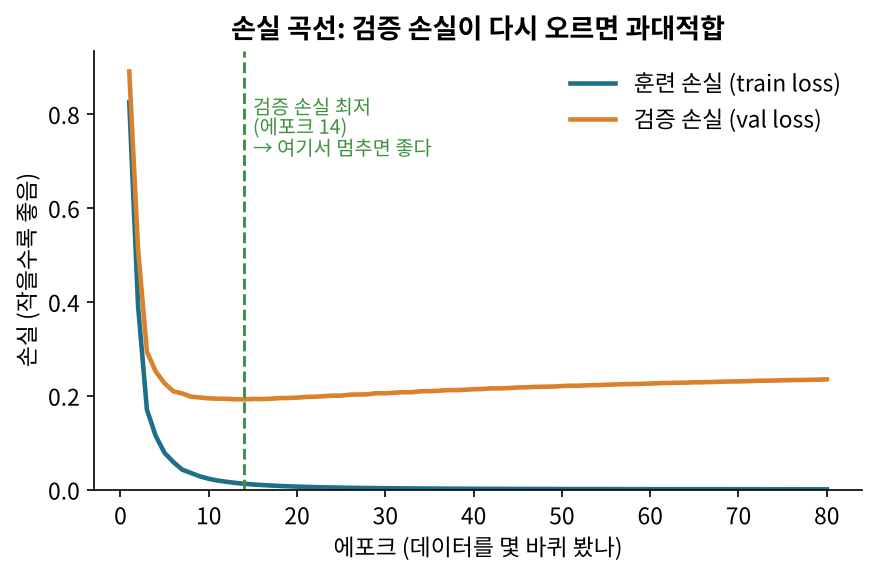 손실 곡선: 검증 손실이 다시 오르면 과대적합
훈련 손실 (train loss)
검증 손실 (val loss)
검증 손실 최저
(에포크 14)
→ 여기서 멈추면 좋다
손실 (작을수록 좋음)
0.8
0.6
0.4
0.2
0.0
0 10 20 30 40 50 60 70 80
에포크 (데이터를 몇 바퀴 봤나)